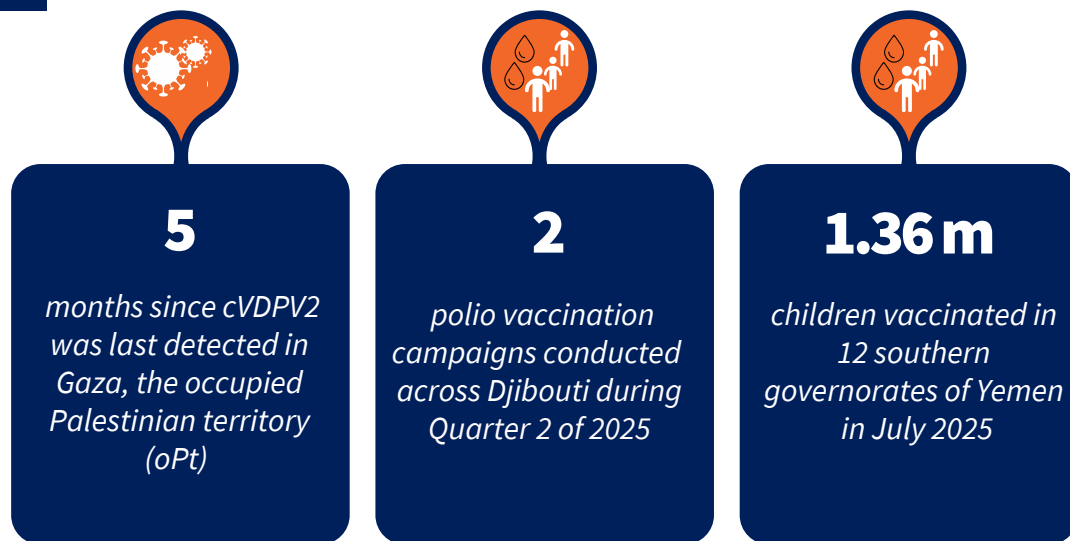 5
months since cVDPV2
was last detected in
Gaza, the occupied
Palestinian territory
(oPt)
2
polio vaccination
campaigns conducted
across Djibouti during
Quarter 2 of 2025
1.36 m
children vaccinated in
12 southern
governorates of Yemen
in July 2025